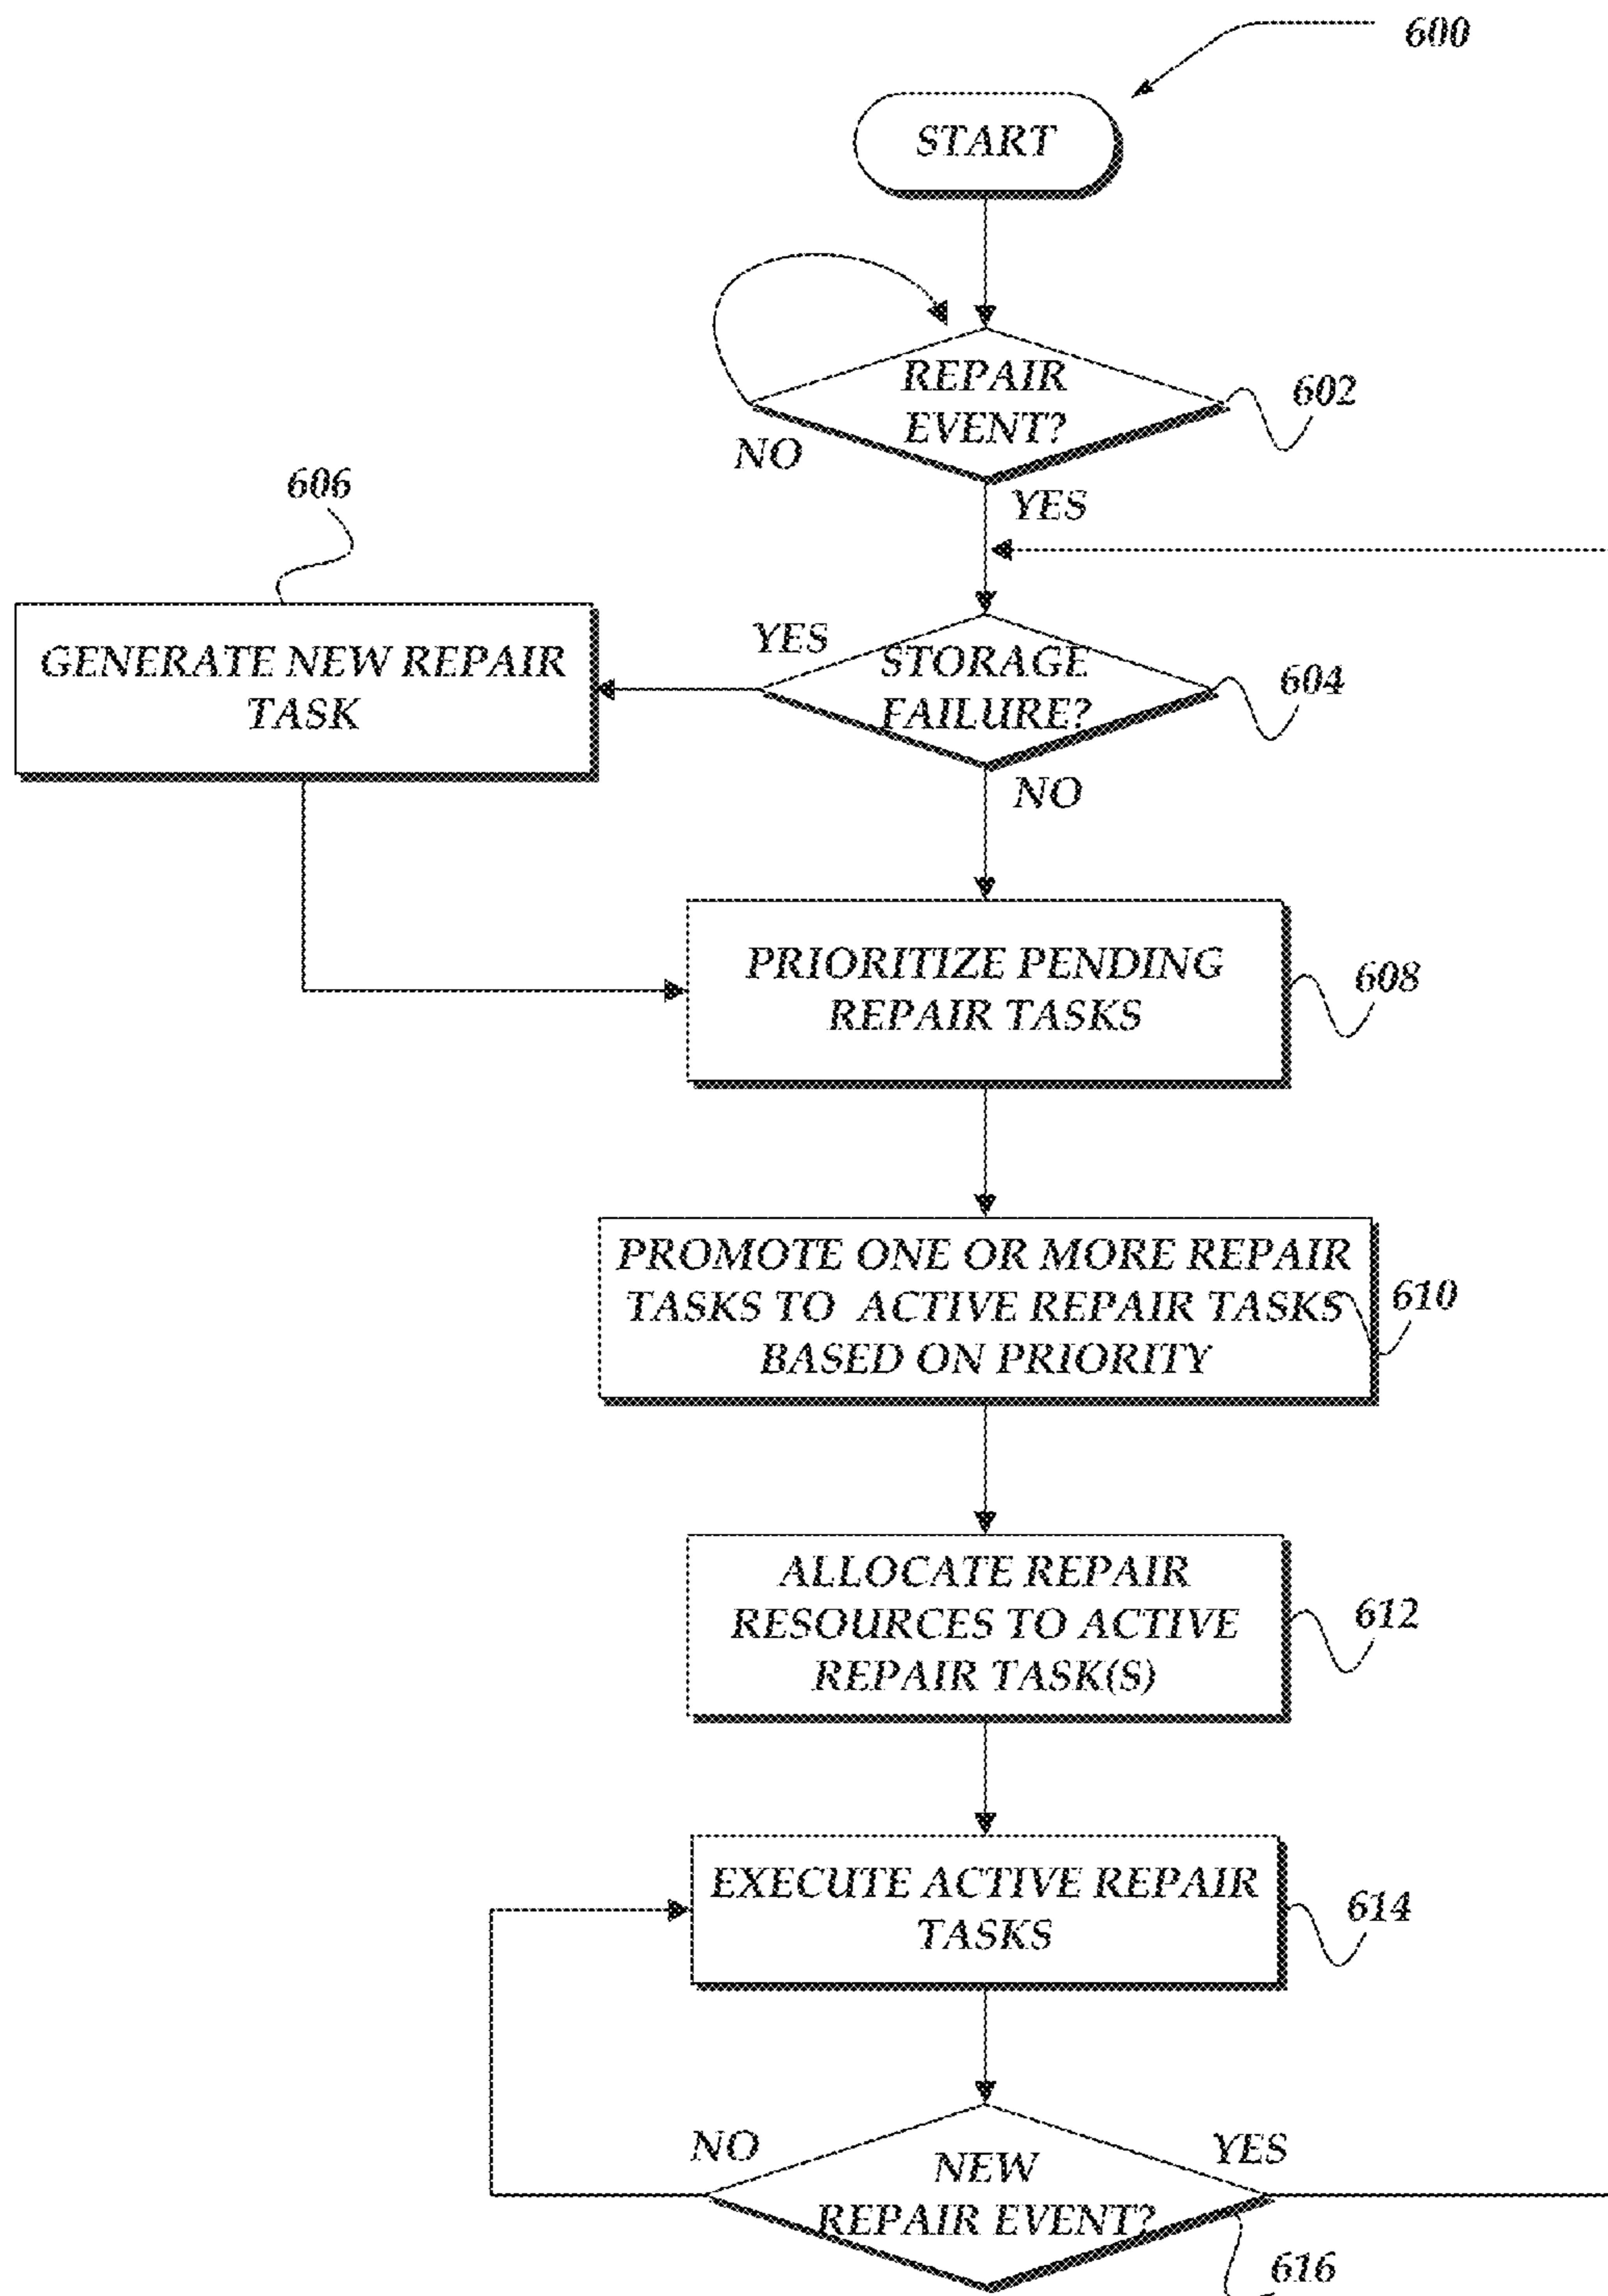 600
START
REPAIR
EVENT?
602
NO
YES
606
GENERATE NEW REPAIR
TASK
YES
STORAGE
FAILURE?
604
NO
PRIORITIZE PENDING
REPAIR TASKS
608
PROMOTE ONE OR MORE REPAIR
TASKS TO ACTIVE REPAIR TASKS
BASED ON PRIORITY
610
ALLOCATE REPAIR
RESOURCES TO ACTIVE
REPAIR TASK(S)
612
EXECUTE ACTIVE REPAIR
TASKS
614
NO
YES
NEW
REPAIR EVENT?
616